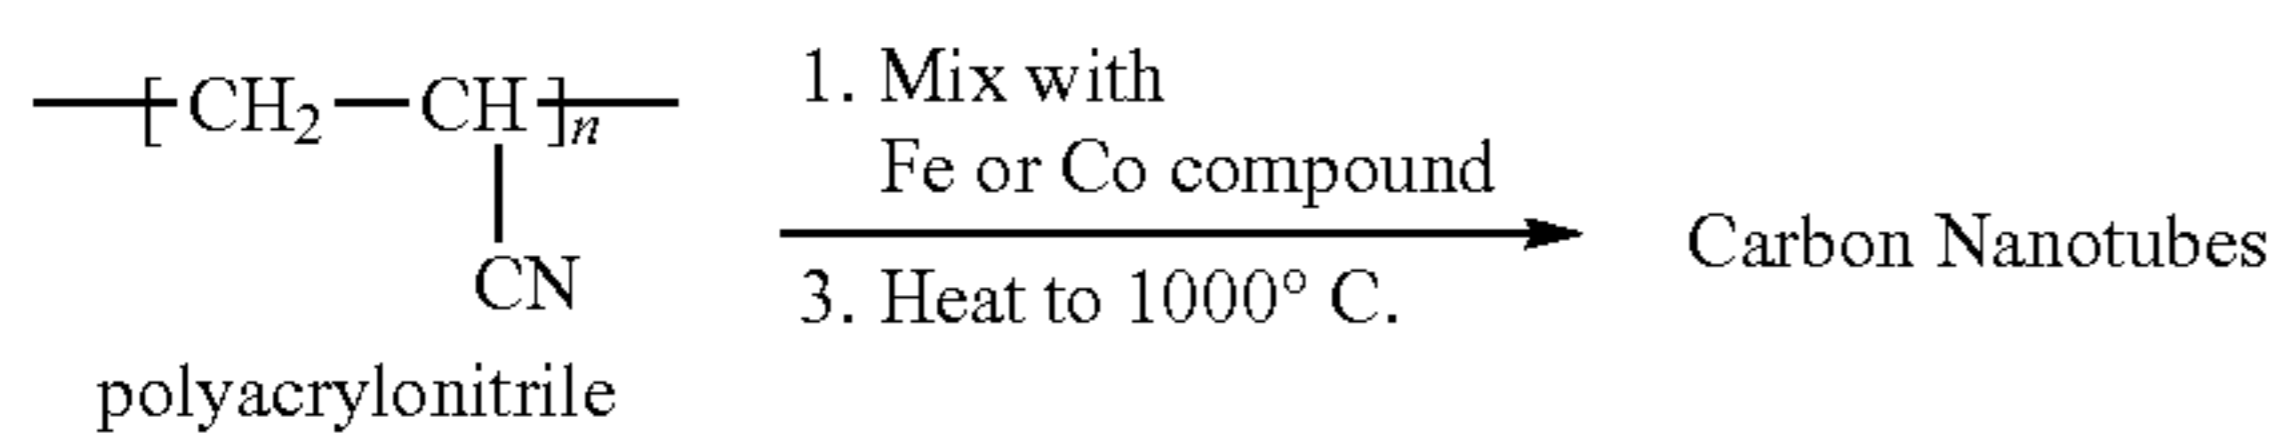 —[CH₂—CH]ₙ—
CN
polyacrylonitrile
1. Mix with
Fe or Co compound
3. Heat to 1000° C.
Carbon Nanotubes